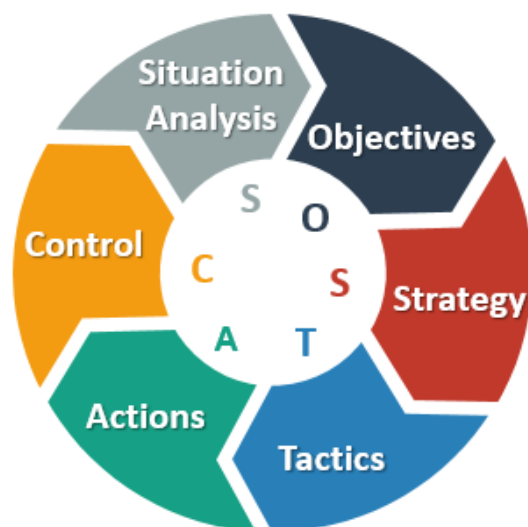 Situation
Analysis
Objectives
Strategy
Tactics
Actions
Control
S
O
S
T
A
C